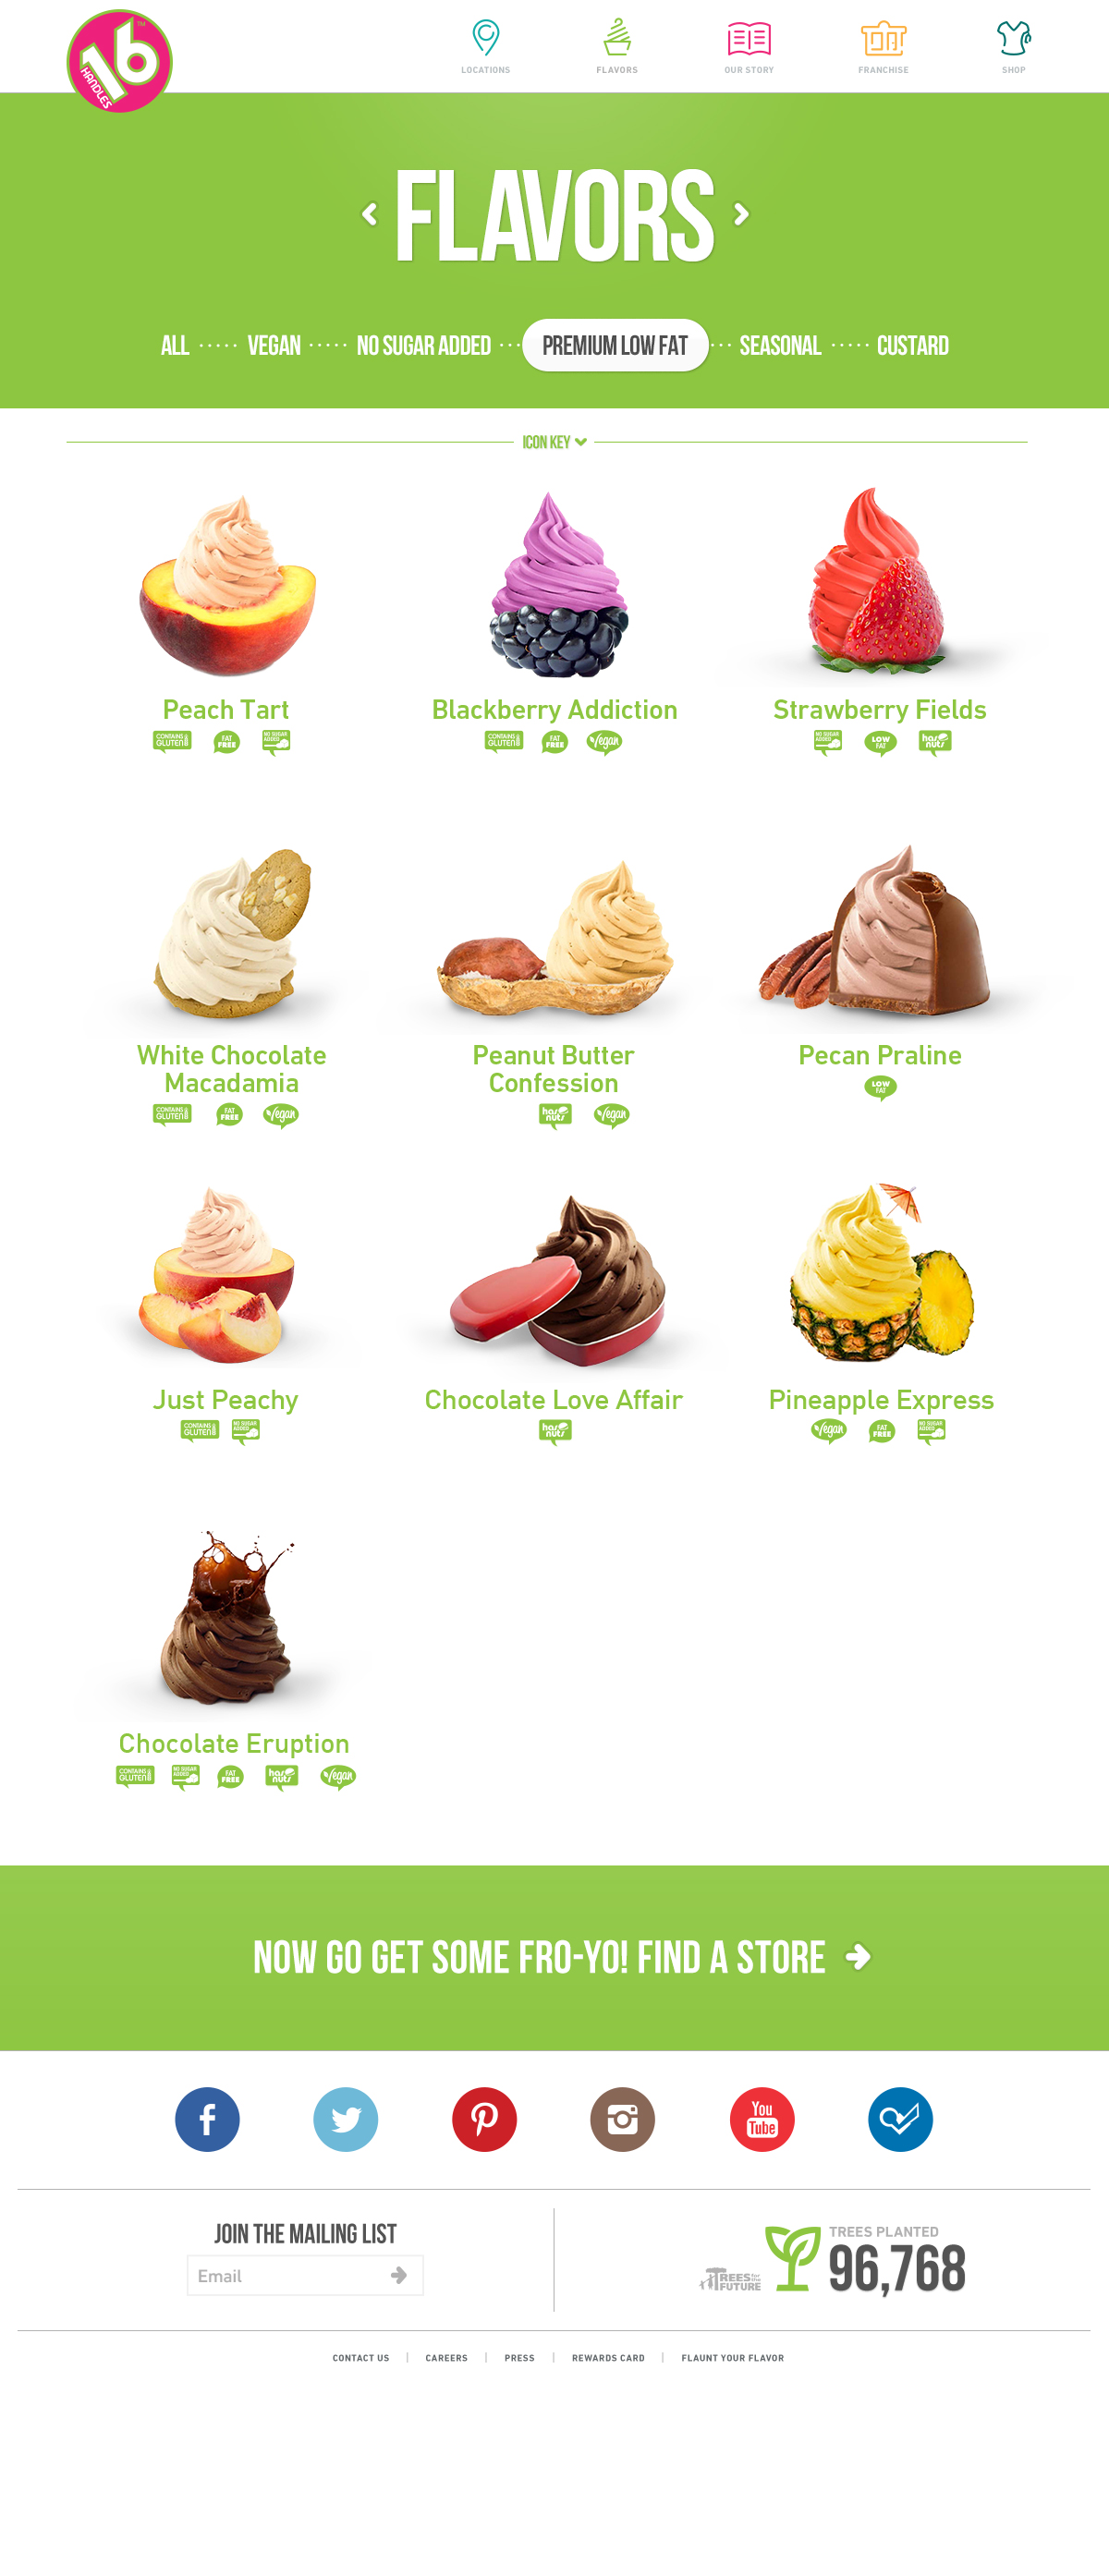 16
HANDLES
TM
LOCATIONS
FLAVORS
OUR STORY
FRANCHISE
SHOP
FLAVORS
ALL
VEGAN
NO SUGAR ADDED
PREMIUM LOW FAT
SEASONAL
CUSTARD
ICON KEY
Peach Tart
Blackberry Addiction
Strawberry Fields
CONTAINS GLUTEN
FAT FREE
NO SUGAR ADDED
CONTAINS GLUTEN
FAT FREE
Vegan
NO SUGAR ADDED
LOW FAT
has nuts
White Chocolate
Macadamia
Peanut Butter
Confession
Pecan Praline
LOW FAT
CONTAINS GLUTEN
FAT FREE
Vegan
has nuts
Vegan
Just Peachy
Chocolate Love Affair
Pineapple Express
CONTAINS GLUTEN
NO SUGAR ADDED
has nuts
Vegan
FAT FREE
NO SUGAR ADDED
Chocolate Eruption
CONTAINS GLUTEN
NO SUGAR ADDED
FAT FREE
has nuts
Vegan
NOW GO GET SOME FRO-YO! FIND A STORE
You
Tube
JOIN THE MAILING LIST
Email
TREES for the
FUTURE
TREES PLANTED
96,768
CONTACT US
CAREERS
PRESS
REWARDS CARD
FLAUNT YOUR FLAVOR